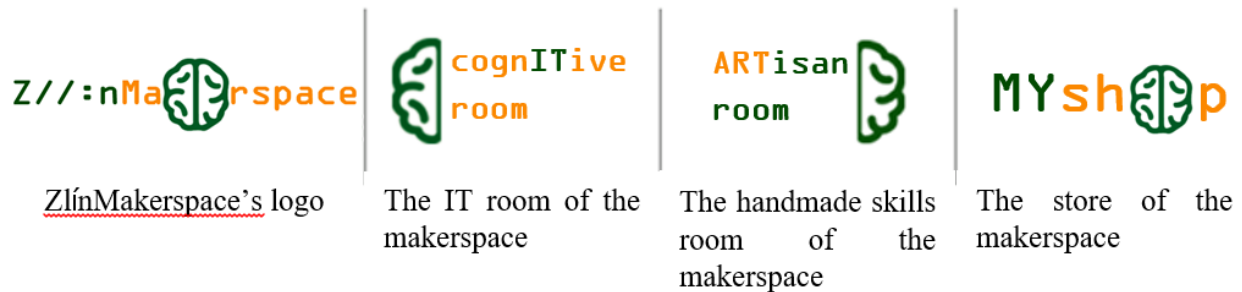 Z//:nMa rspace
cognITive
room
ARTisan
room
MYsh p
ZlínMakerspace’s logo
The IT room of the
makerspace
The handmade skills
room of the
makerspace
The store of the
makerspace